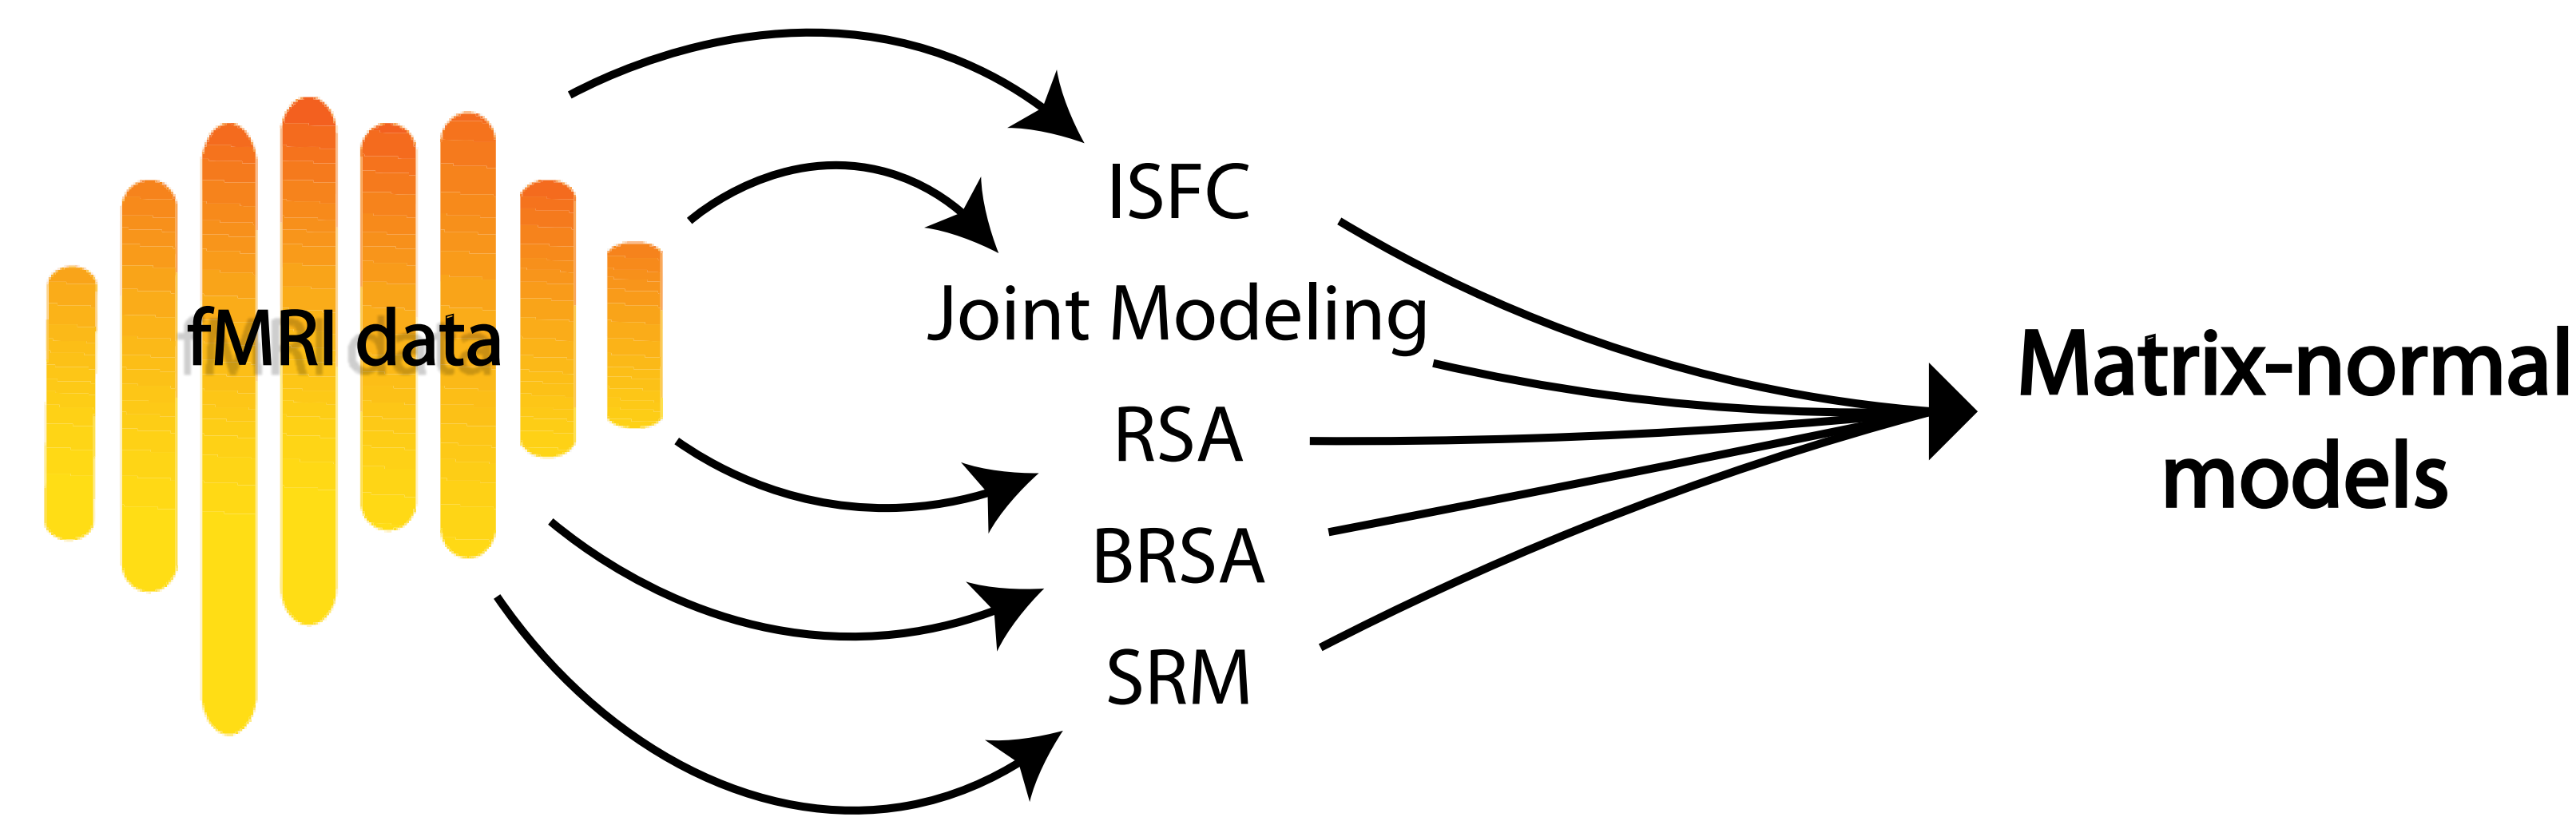 fMRI data
ISFC
Joint Modeling
RSA
BRSA
SRM
Matrix-normal
models